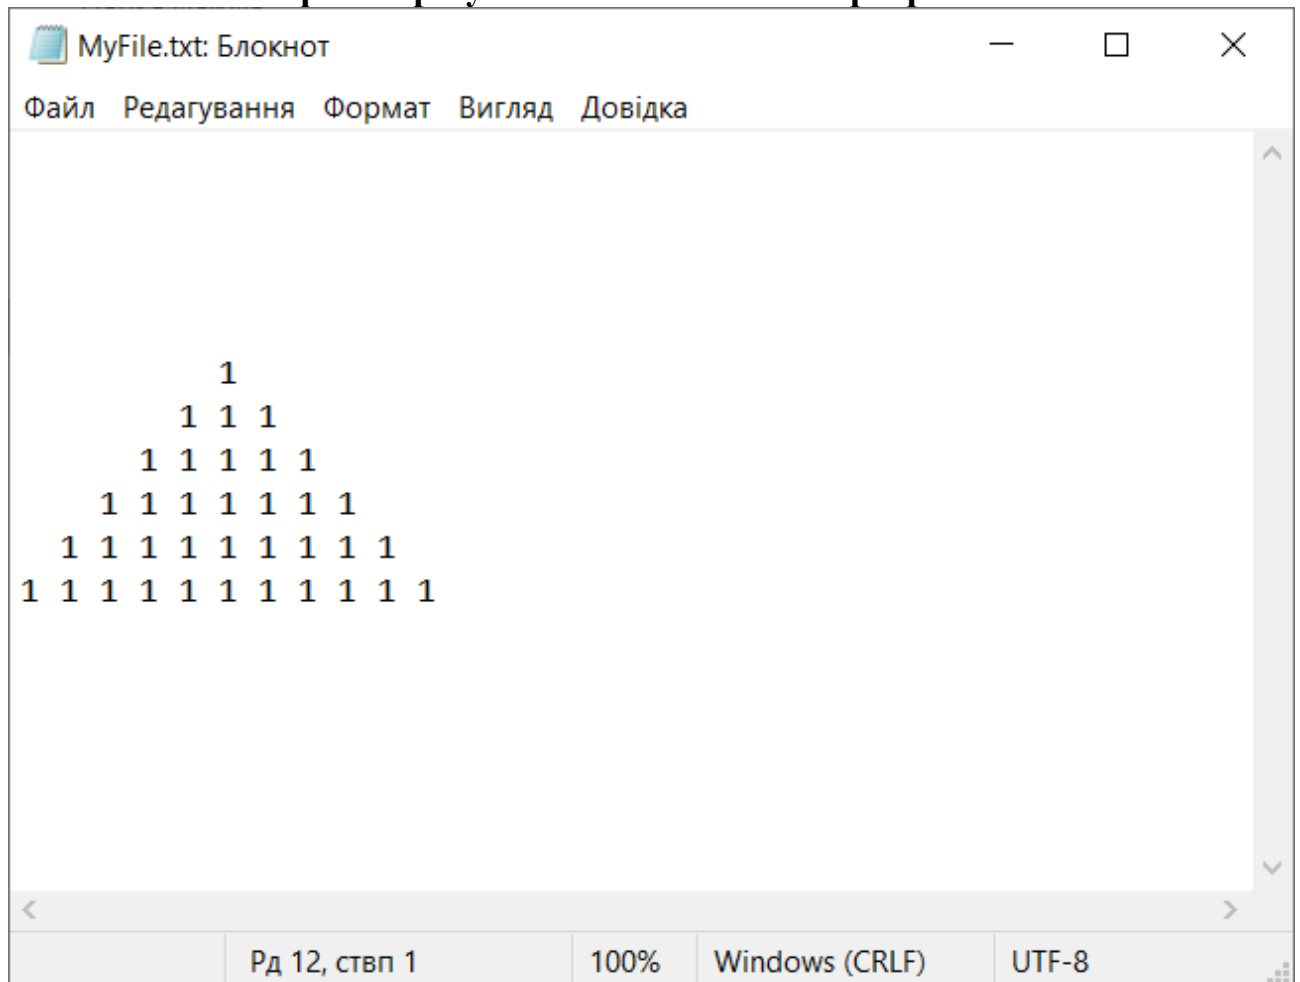 MyFile.txt: Блокнот
Файл Редагування Формат Вигляд Довідка
1
1 1 1
1 1 1 1 1
1 1 1 1 1 1 1
1 1 1 1 1 1 1 1 1
1 1 1 1 1 1 1 1 1 1 1
Рд 12, ствп 1 100% Windows (CRLF) UTF-8